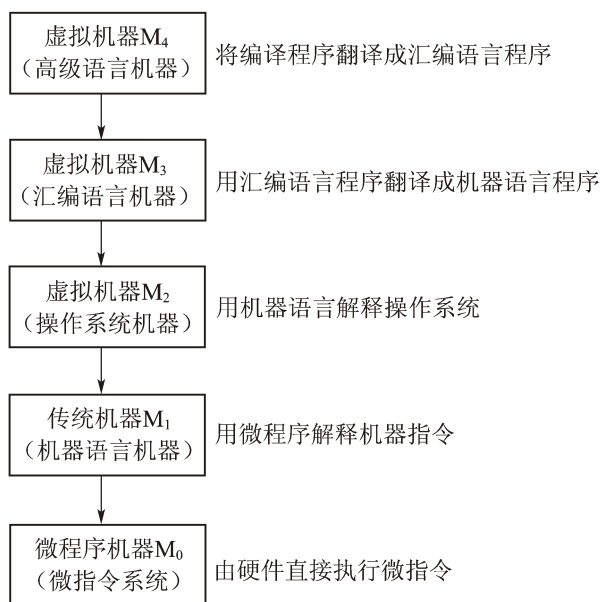 虚拟机器M₄
（高级语言机器）
将编译程序翻译成汇编语言程序
虚拟机器M₃
（汇编语言机器）
用汇编语言程序翻译成机器语言程序
虚拟机器M₂
（操作系统机器）
用机器语言解释操作系统
传统机器M₁
（机器语言机器）
用微程序解释机器指令
微程序机器M₀
（微指令系统）
由硬件直接执行微指令